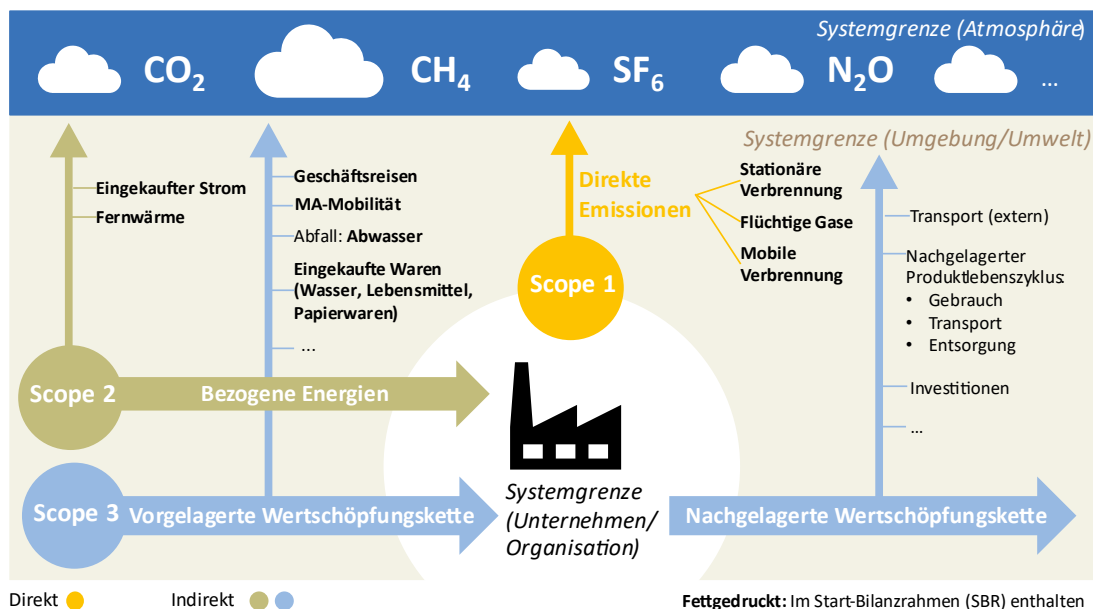 Systemgrenze (Atmosphäre)
CO₂
CH₄
SF₆
N₂O
...
Systemgrenze (Umgebung/Umwelt)
Eingekaufter Strom
Fernwärme
Geschäftsreisen
MA-Mobilität
Abfall: Abwasser
Eingekaufte Waren
(Wasser, Lebensmittel,
Papierwaren)
...
Direkte
Emissionen
Stationäre
Verbrennung
Flüchtige Gase
Mobile
Verbrennung
Scope 1
Transport (extern)
Nachgelagerter
Produktlebenszyklus:
• Gebrauch
• Transport
• Entsorgung
Investitionen
...
Scope 2
Bezogene Energien
Scope 3
Vorgelagerte Wertschöpfungskette
Systemgrenze
(Unternehmen/
Organisation)
Nachgelagerte Wertschöpfungskette
Direkt
Indirekt
Fettgedruckt: Im Start-Bilanzrahmen (SBR) enthalten